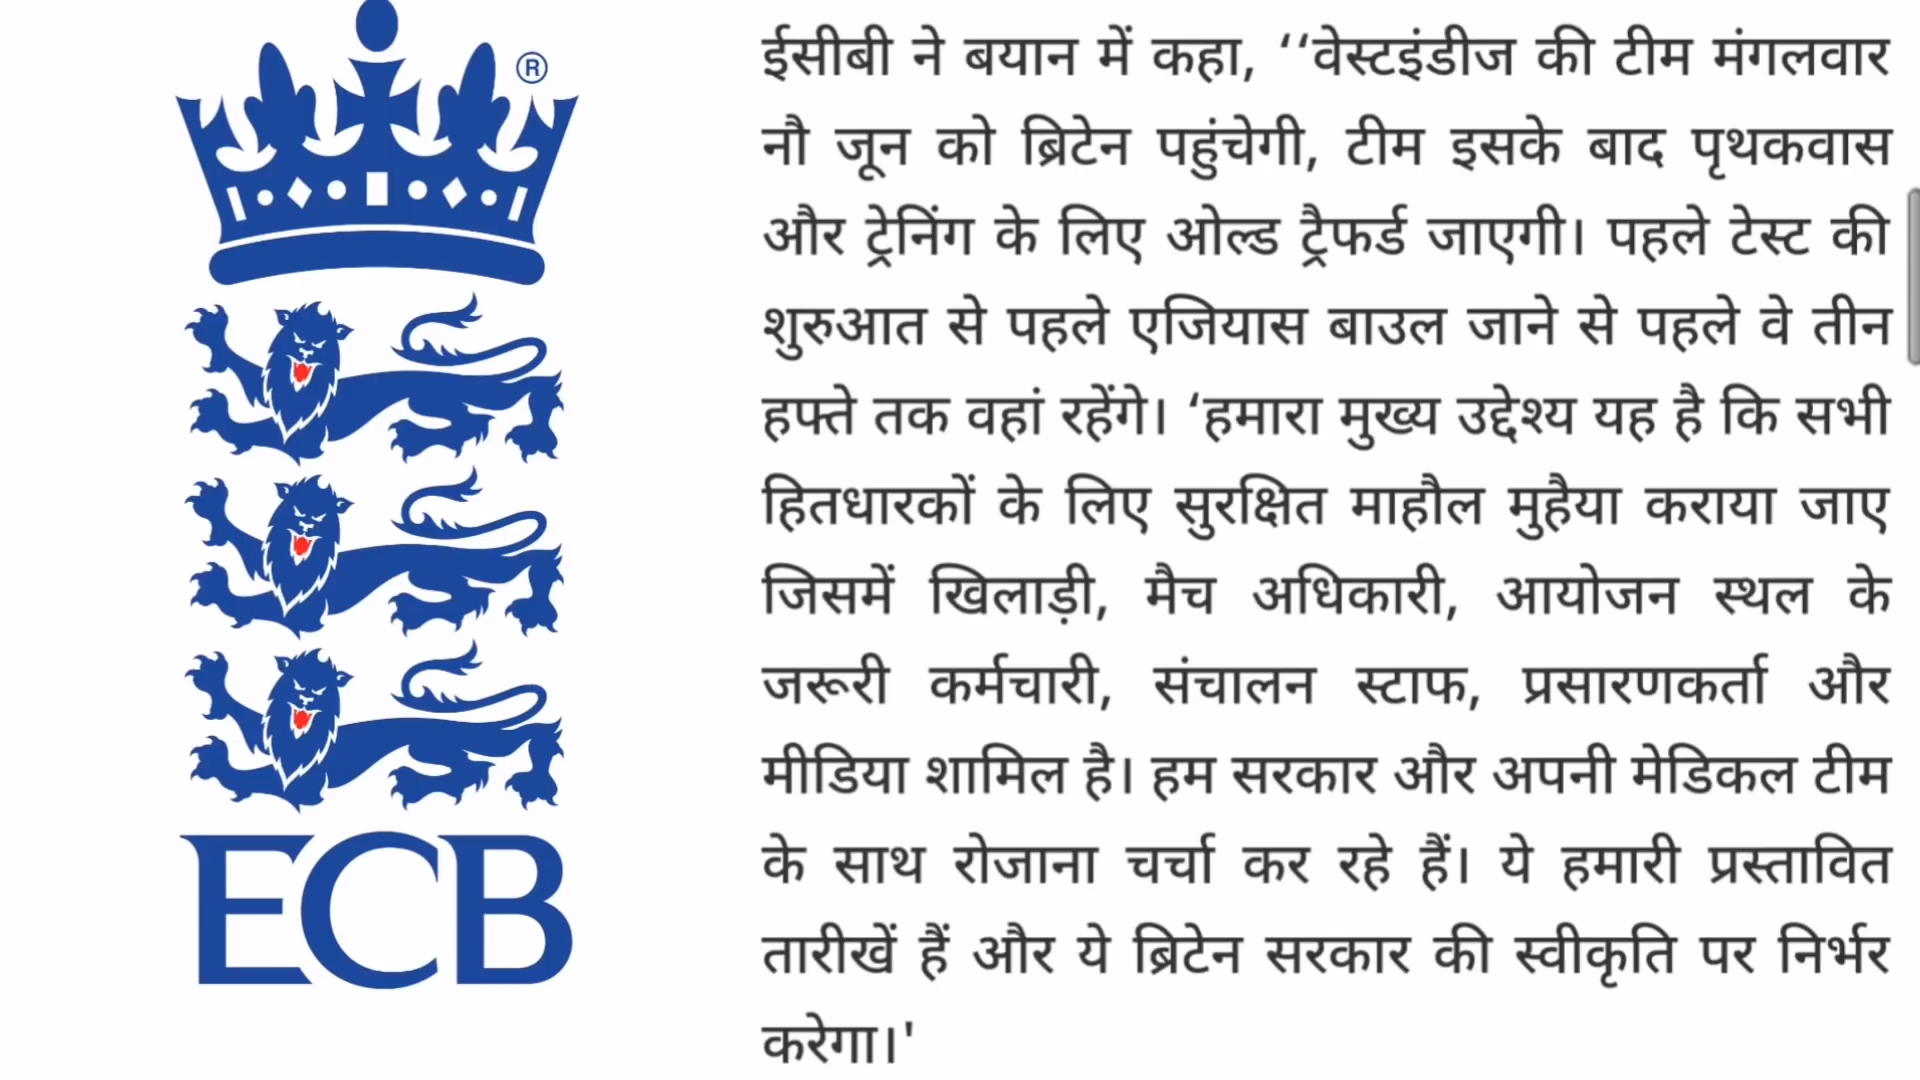 ®
ECB
ईसीबी ने बयान में कहा, ‘‘वेस्टइंडीज की टीम मंगलवार
नौ जून को ब्रिटेन पहुंचेगी, टीम इसके बाद पृथकवास
और ट्रेनिंग के लिए ओल्ड ट्रैफर्ड जाएगी। पहले टेस्ट की
शुरुआत से पहले एजियास बाउल जाने से पहले वे तीन
हफ्ते तक वहां रहेंगे। ‘हमारा मुख्य उद्देश्य यह है कि सभी
हितधारकों के लिए सुरक्षित माहौल मुहैया कराया जाए
जिसमें खिलाड़ी, मैच अधिकारी, आयोजन स्थल के
जरूरी कर्मचारी, संचालन स्टाफ, प्रसारणकर्ता और
मीडिया शामिल है। हम सरकार और अपनी मेडिकल टीम
के साथ रोजाना चर्चा कर रहे हैं। ये हमारी प्रस्तावित
तारीखें हैं और ये ब्रिटेन सरकार की स्वीकृति पर निर्भर
करेगा।'